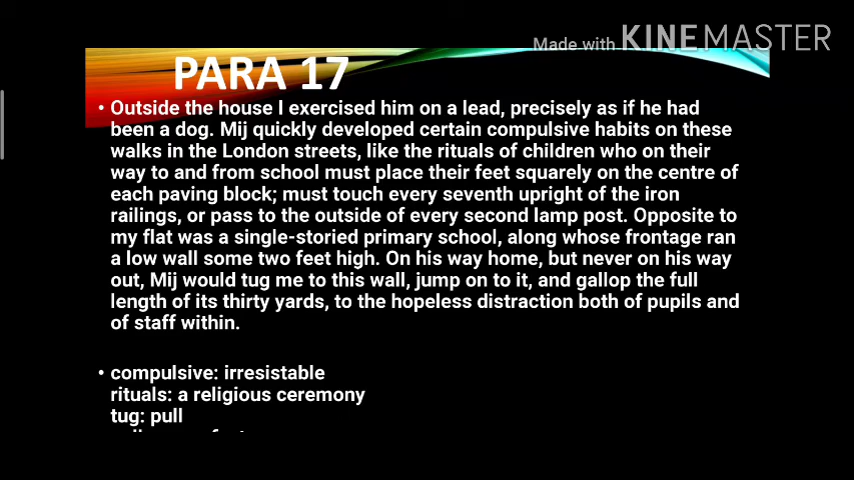 Made with KINEMASTER
PARA 17
• Outside the house I exercised him on a lead, precisely as if he had
been a dog. Mij quickly developed certain compulsive habits on these
walks in the London streets, like the rituals of children who on their
way to and from school must place their feet squarely on the centre of
each paving block; must touch every seventh upright of the iron
railings, or pass to the outside of every second lamp post. Opposite to
my flat was a single-storied primary school, along whose frontage ran
a low wall some two feet high. On his way home, but never on his way
out, Mij would tug me to this wall, jump on to it, and gallop the full
length of its thirty yards, to the hopeless distraction both of pupils and
of staff within.
• compulsive: irresistable
rituals: a religious ceremony
tug: pull